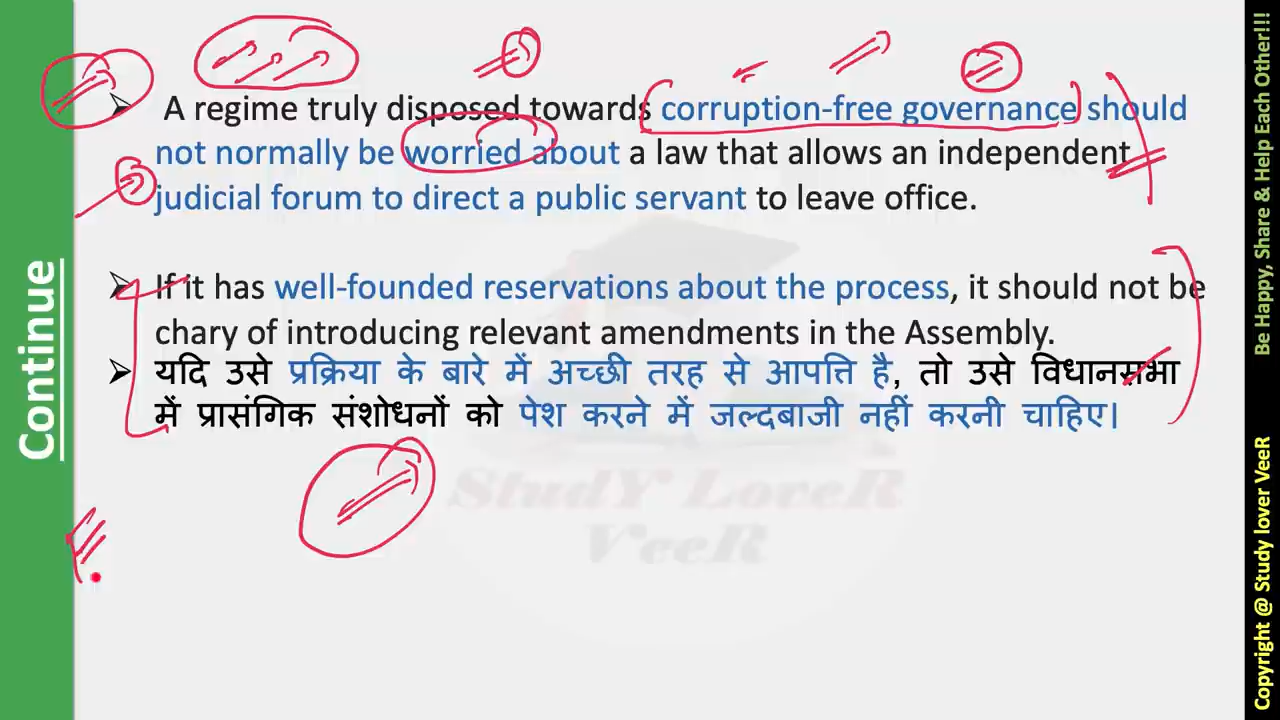 Continue
A regime truly disposed towards corruption-free governance should
not normally be worried about a law that allows an independent
judicial forum to direct a public servant to leave office.
If it has well-founded reservations about the process, it should not be
chary of introducing relevant amendments in the Assembly.
यदि उसे प्रक्रिया के बारे में अच्छी तरह से आपत्ति है, तो उसे विधानसभा
में प्रासंगिक संशोधनों को पेश करने में जल्दबाजी नहीं करनी चाहिए।
StudY LoveR
VeeR
Be Happy, Share & Help Each Other!!!
Copyright @ Study lover VeeR